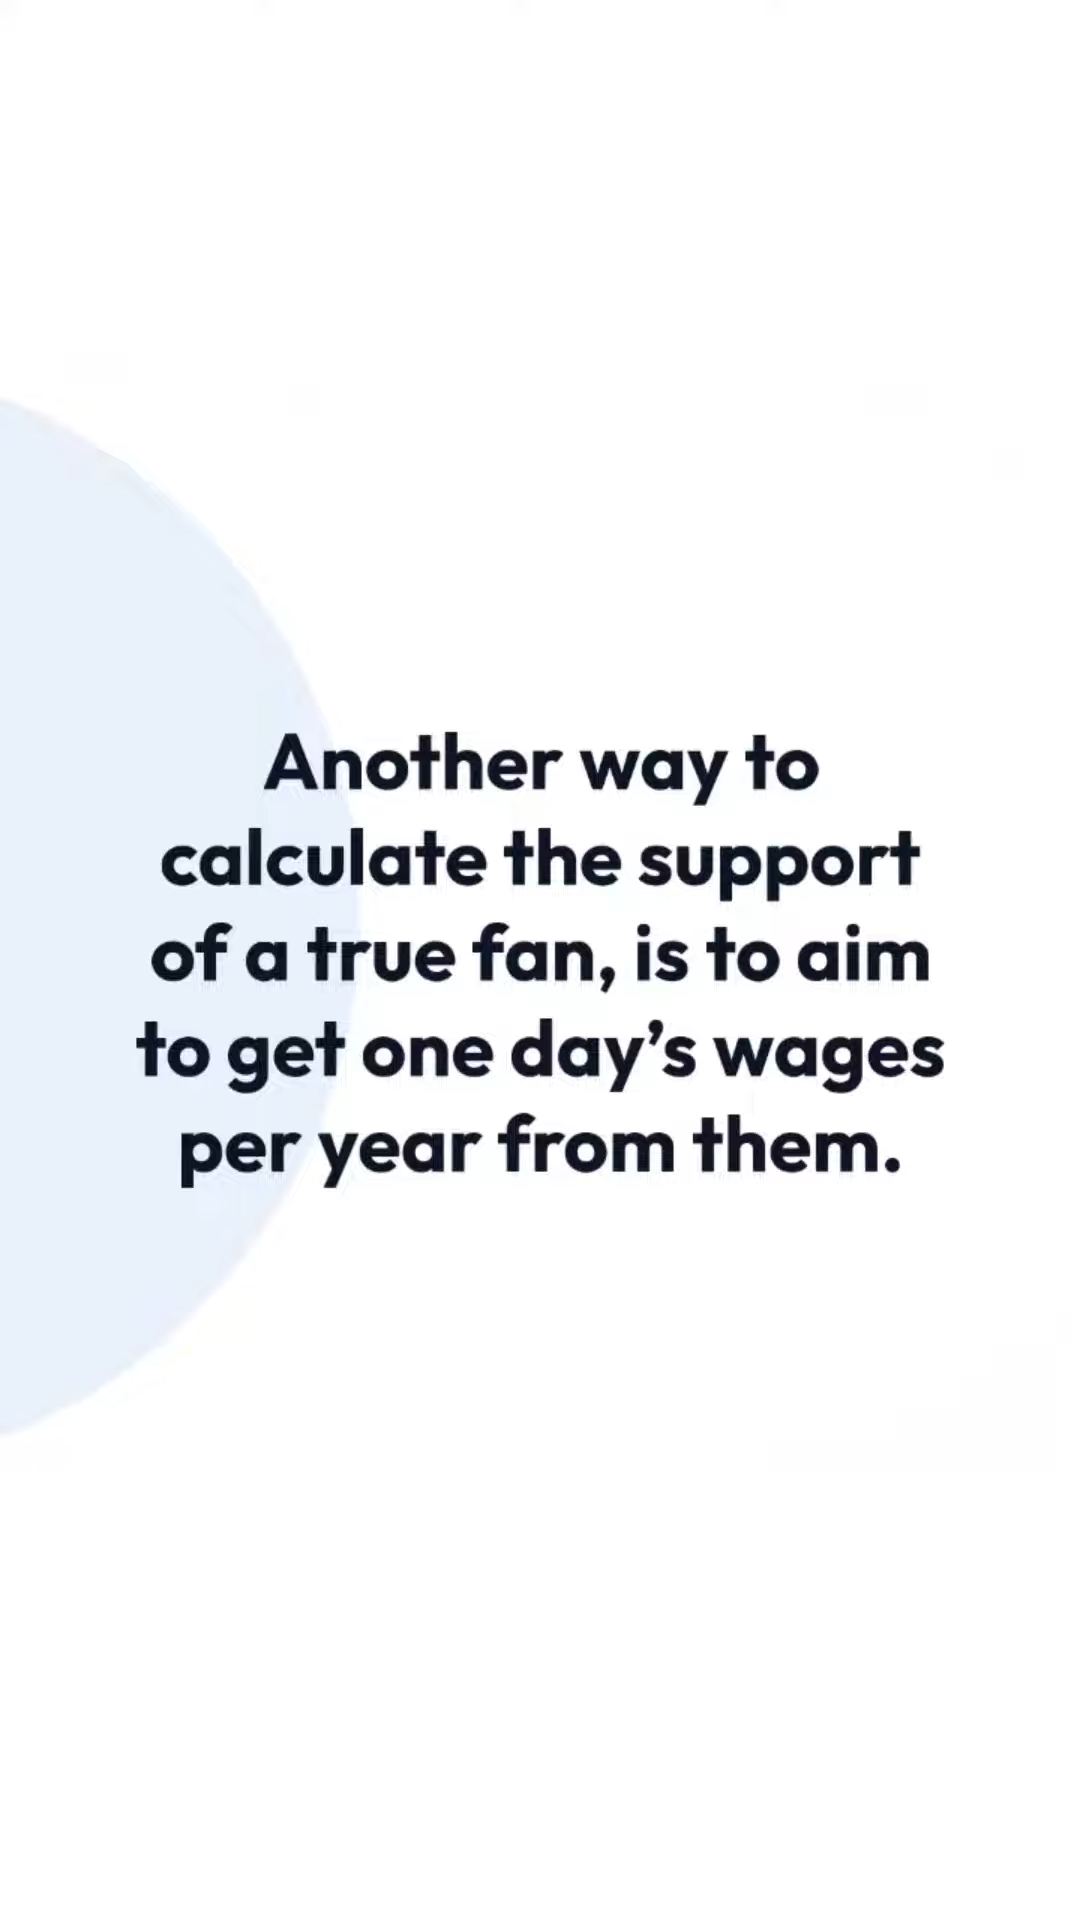 Another way to
calculate the support
of a true fan, is to aim
to get one day’s wages
per year from them.